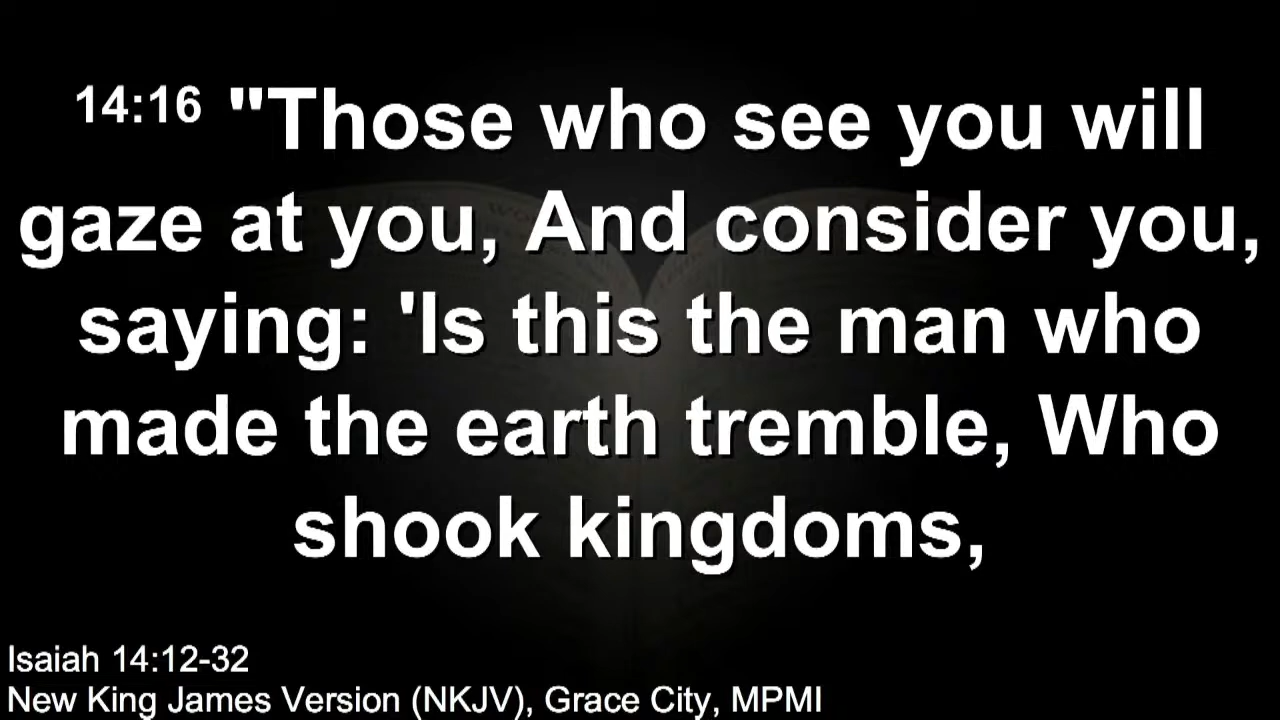 14:16 "Those who see you will
gaze at you, And consider you,
saying: 'Is this the man who
made the earth tremble, Who
shook kingdoms,
Isaiah 14:12-32
New King James Version (NKJV), Grace City, MPMI